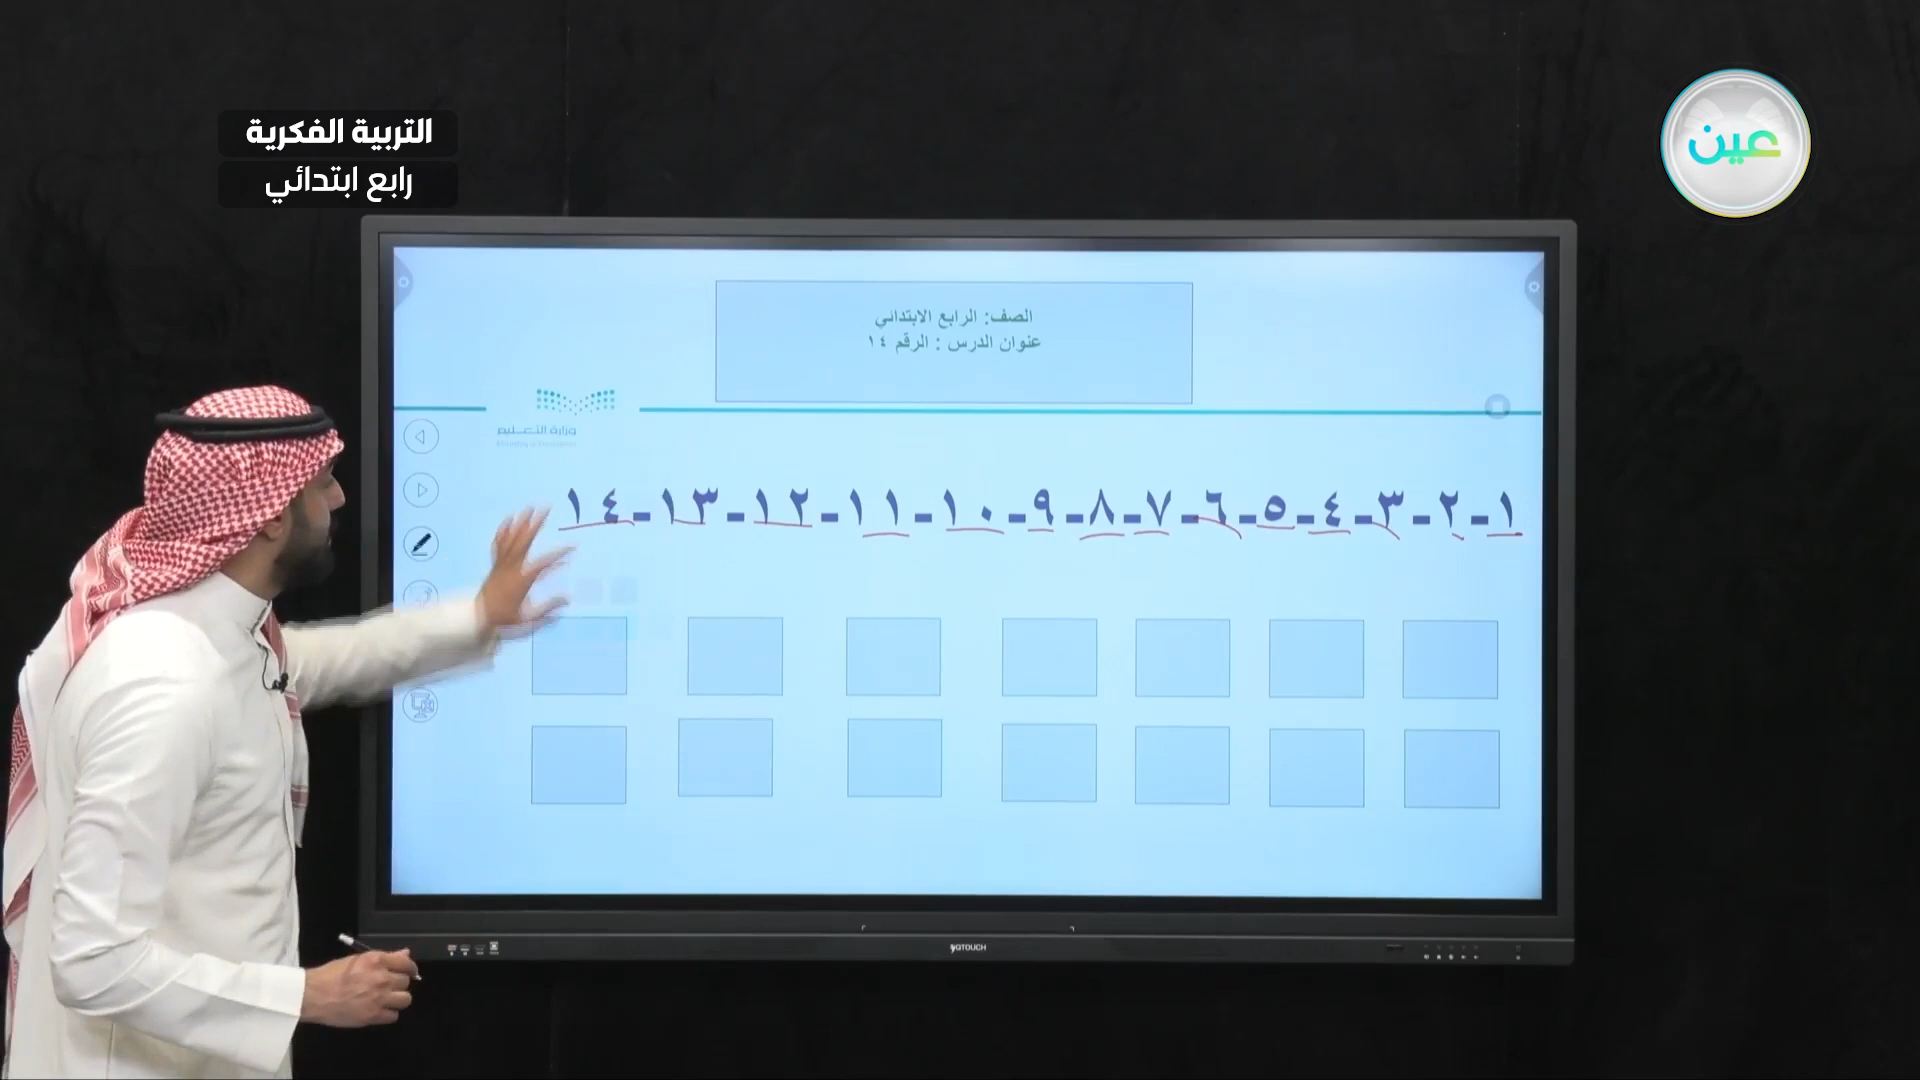 التربية الفكرية
رابع ابتدائي
عين
الصف: الرابع الابتدائي
عنوان الدرس : الرقم ١٤
وزارة التعـــليم
١-٢-٣-٤-٥-٦-٧-٨-٩-١٠-١١-١٢-١٣-١٤